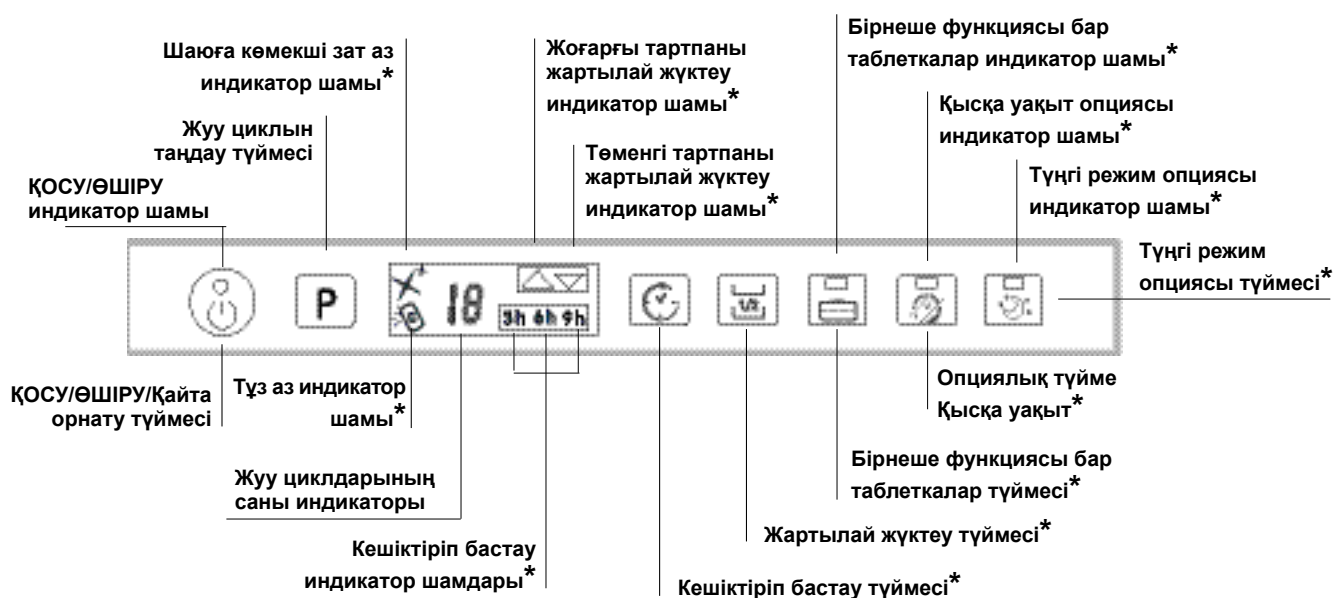 Шаюға көмекші зат аз
индикатор шамы*
Жоғарғы тартпаны
жартылай жүктеу
индикатор шамы*
Бірнеше функциясы бар
таблеткалар индикатор шамы*
Қысқа уақыт опциясы
индикатор шамы*
Жуу циклын
таңдау түймесі
Төменгі тартпаны
жартылай жүктеу
индикатор шамы*
Түңгі режим опциясы
индикатор шамы*
ҚОСУ/ӨШІРУ
индикатор шамы
Түңгі режим
опциясы түймесі*
P
18
3h 6h 9h
1/2
ҚОСУ/ӨШІРУ/Қайта
орнату түймесі
Тұз аз индикатор
шамы*
Опциялық түйме
Қысқа уақыт*
Жуу циклдарының
саны индикаторы
Бірнеше функциясы бар
таблеткалар түймесі*
Жартылай жүктеу түймесі*
Кешіктіріп бастау
индикатор шамдары*
Кешіктіріп бастау түймесі*